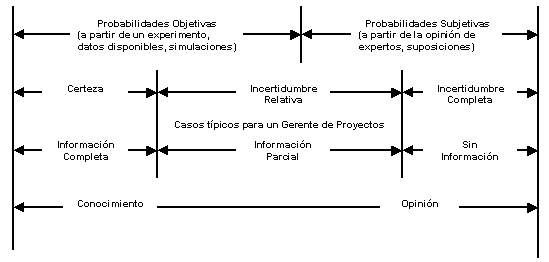 Probabilidades Objetivas
(a partir de un experimento,
datos disponibles, simulaciones)
Probabilidades Subjetivas
(a partir de la opinión de
expertos, suposiciones)
Certeza
Incertidumbre
Relativa
Incertidumbre
Completa
Casos típicos para un Gerente de Proyectos
Información
Completa
Información
Parcial
Sin
Información
Conocimiento
Opinión